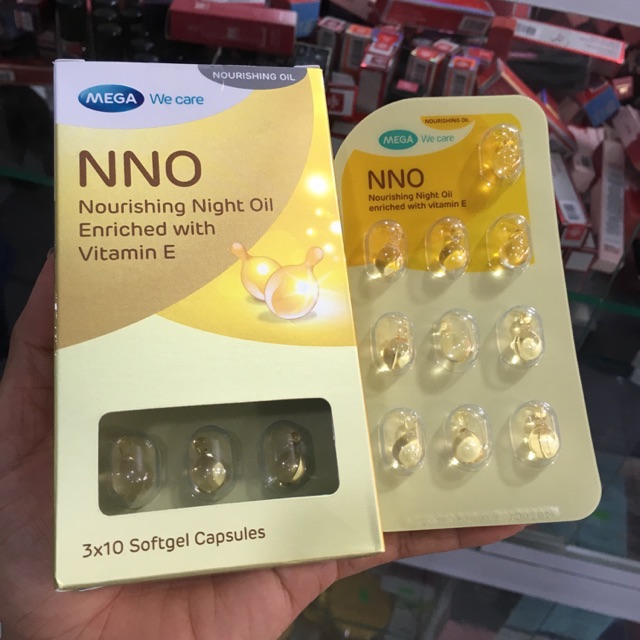 NOURISHING OIL
MEGA We care
NNO
Nourishing Night Oil
Enriched with
Vitamin E
3x10 Softgel Capsules
NOURISHING OIL
MEGA We care
NNO
Nourishing Night Oil
enriched with vitamin E